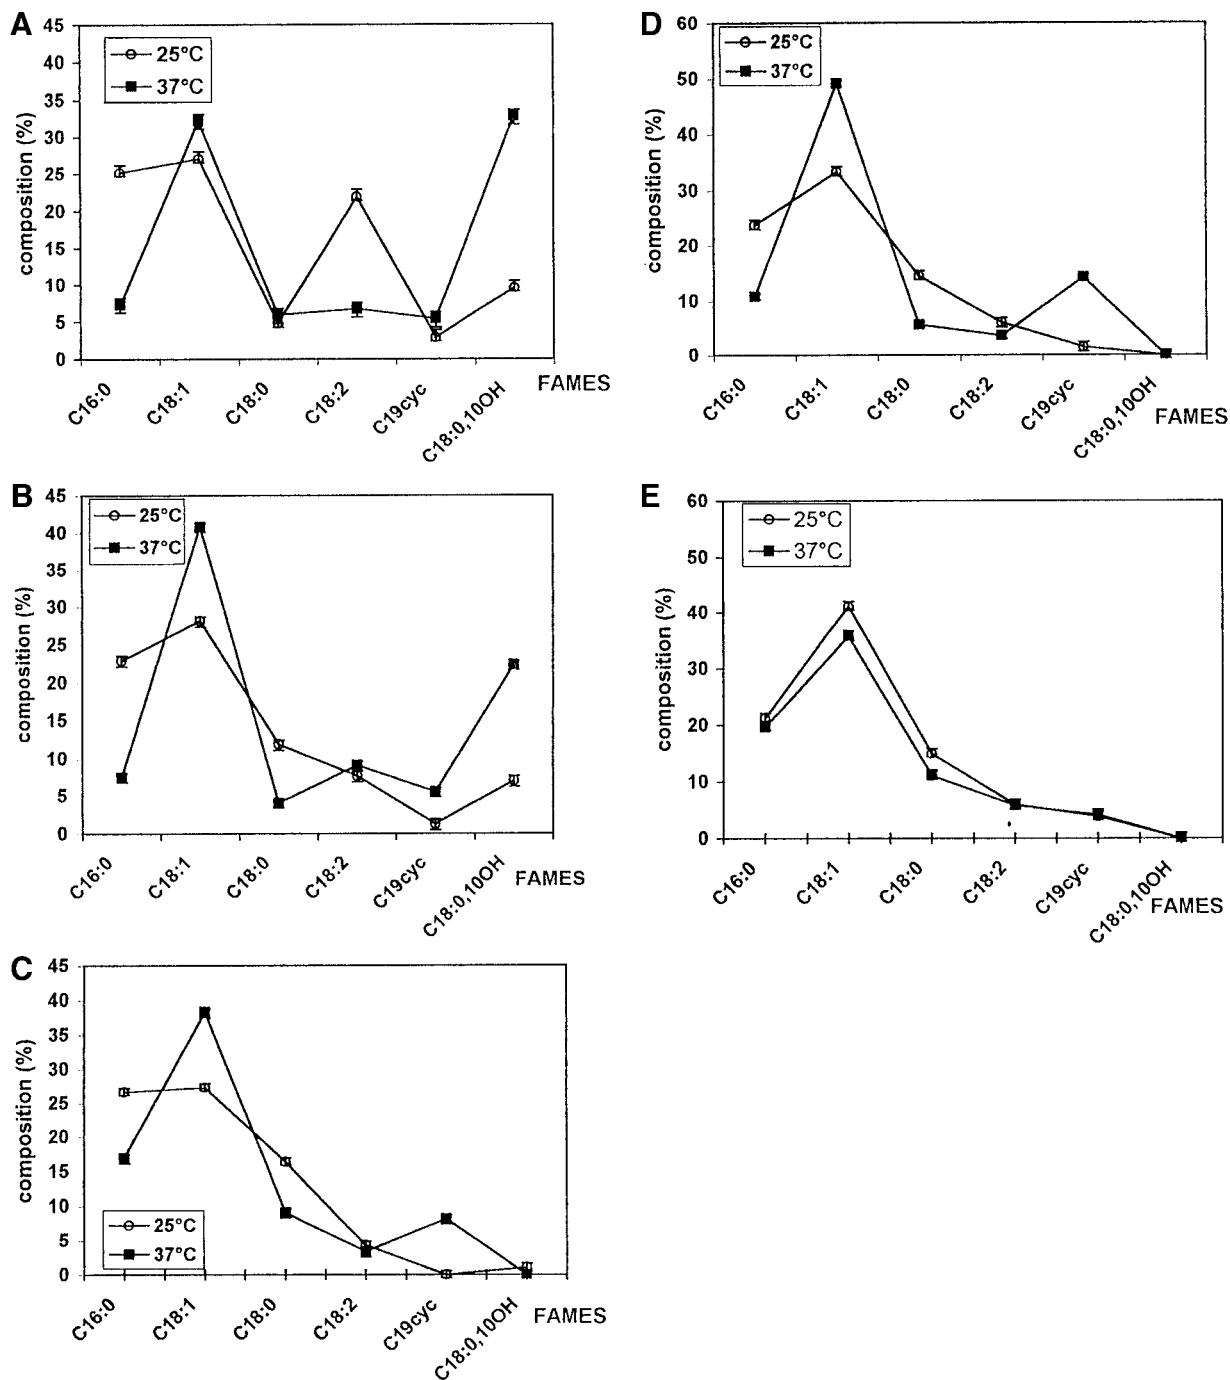 A
25°C
37°C
composition (%)
45
40
35
30
25
20
15
10
5
0
C16:0
C18:1
C18:0
C18:2
C19cyc
C18:0,10OH
FAMES
B
25°C
37°C
composition (%)
45
40
35
30
25
20
15
10
5
0
C16:0
C18:1
C18:0
C18:2
C19cyc
C18:0,10OH
FAMES
C
25°C
37°C
composition (%)
45
40
35
30
25
20
15
10
5
0
C16:0
C18:1
C18:0
C18:2
C19cyc
C18:0,10OH
FAMES
D
25°C
37°C
composition (%)
60
50
40
30
20
10
0
C16:0
C18:1
C18:0
C18:2
C19cyc
C18:0,10OH
FAMES
E
25°C
37°C
composition (%)
60
50
40
30
20
10
0
C16:0
C18:1
C18:0
C18:2
C19cyc
C18:0,10OH
FAMES